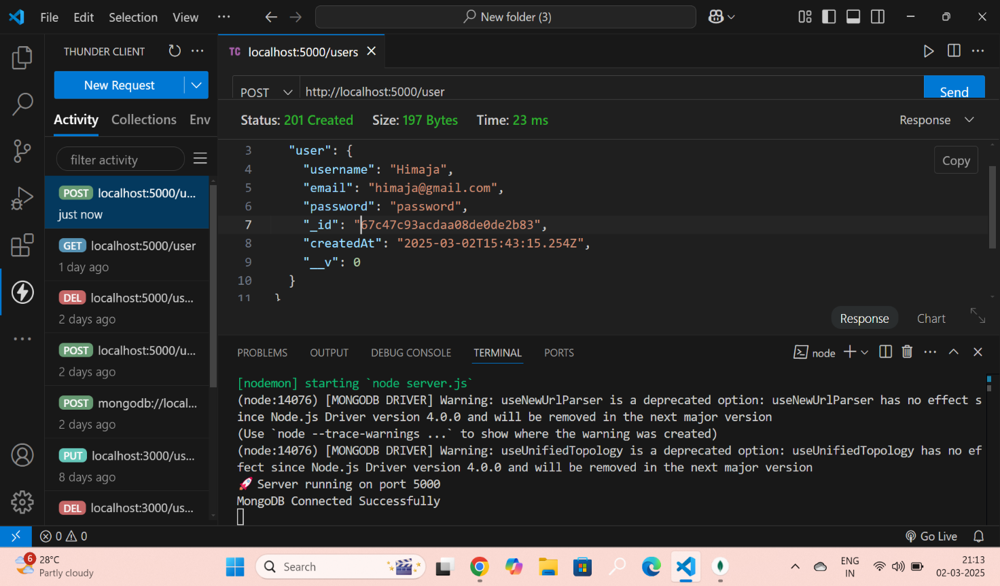 File Edit Selection View ···
New folder (3)
THUNDER CLIENT
New Request
Activity Collections Env
filter activity
POST localhost:5000/u...
just now
GET localhost:5000/user
1 day ago
DEL localhost:5000/us...
2 days ago
POST localhost:5000/u...
2 days ago
POST mongodb://local...
2 days ago
PUT localhost:3000/us...
8 days ago
DEL localhost:3000/us...
TC localhost:5000/users
POST http://localhost:5000/user Send
Status: 201 Created Size: 197 Bytes Time: 23 ms Response
Copy
3 "user": {
4 "username": "Himaja",
5 "email": "himaja@gmail.com",
6 "password": "password",
7 "_id": "67c47c93acdaa08de0de2b83",
8 "createdAt": "2025-03-02T15:43:15.254Z",
9 "__v": 0
10 }
11 }
Response Chart
PROBLEMS OUTPUT DEBUG CONSOLE TERMINAL PORTS
node
[nodemon] starting `node server.js`
(node:14076) [MONGODB DRIVER] Warning: useNewUrlParser is a deprecated option: useNewUrlParser has no effect s
ince Node.js Driver version 4.0.0 and will be removed in the next major version
(Use `node --trace-warnings ...` to show where the warning was created)
(node:14076) [MONGODB DRIVER] Warning: useUnifiedTopology is a deprecated option: useUnifiedTopology has no ef
fect since Node.js Driver version 4.0.0 and will be removed in the next major version
🚀 Server running on port 5000
MongoDB Connected Successfully
0 0
Go Live
6
28°C
Partly cloudy
Search
ENG
IN
21:13
02-03-2025